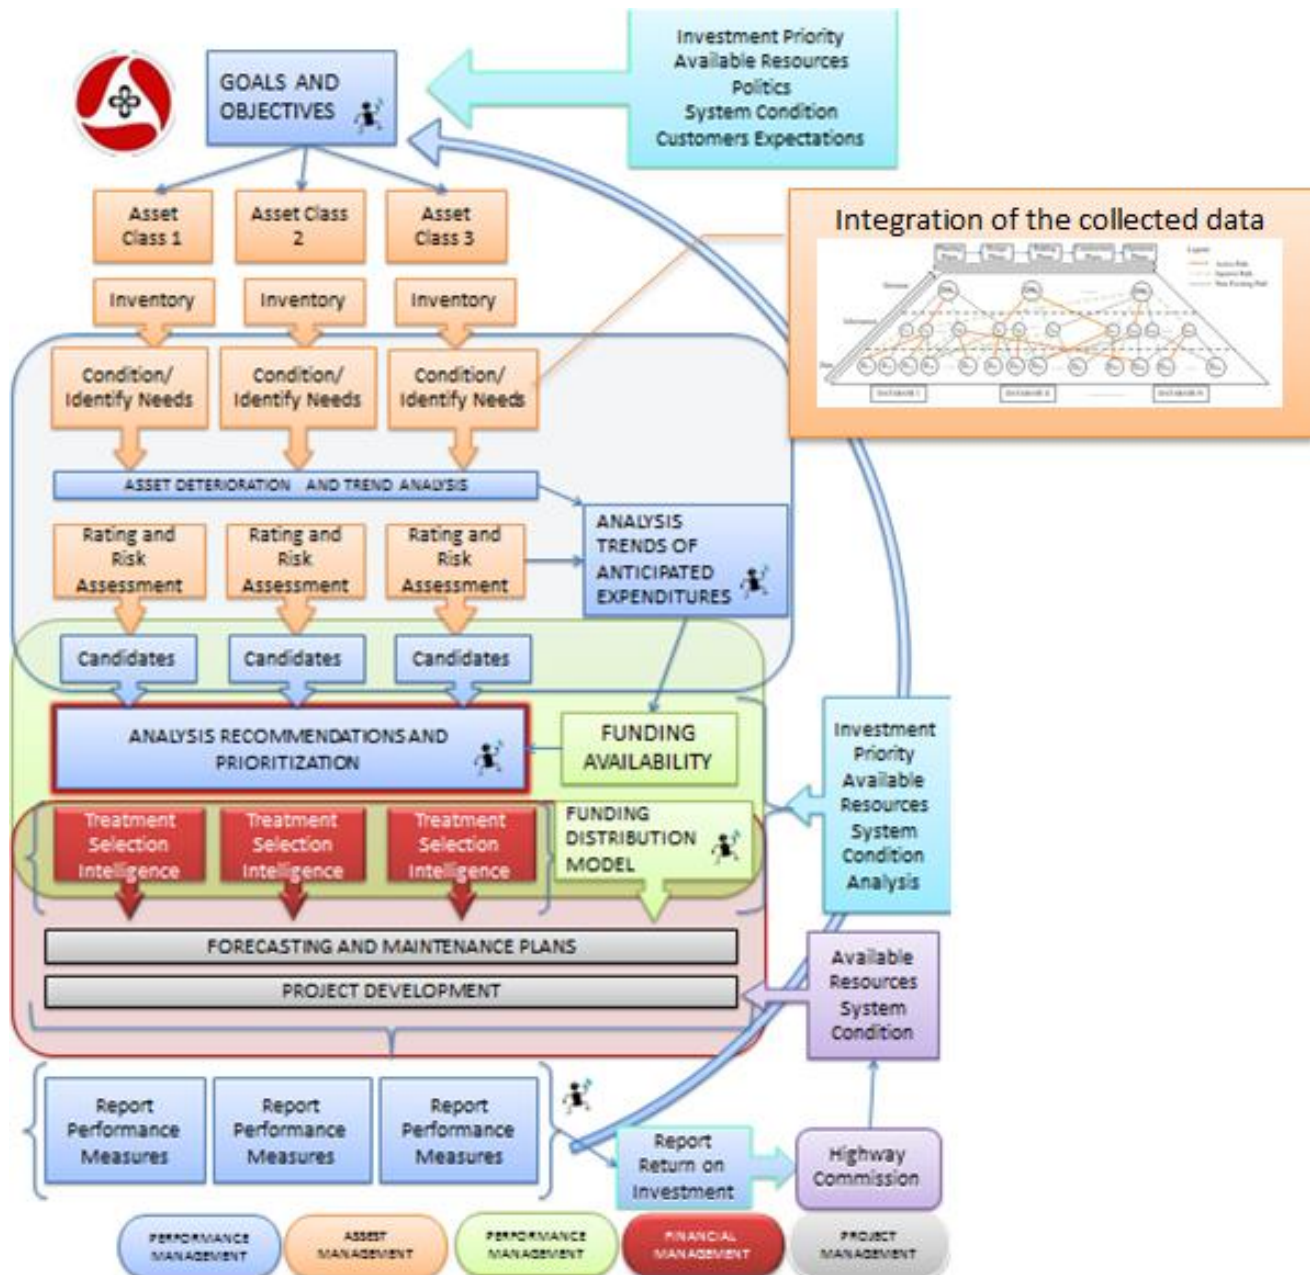 GOALS AND
OBJECTIVES
Investment Priority
Available Resources
Politics
System Condition
Customers Expectations
Asset
Class 1
Asset Class
2
Asset
Class 3
Integration of the collected data
Inventory
Inventory
Inventory
Condition/
Identify Needs
Condition/
Identify Needs
Condition/
Identify Needs
ASSET DETERIORATION AND TREND ANALYSIS
ANALYSIS
TRENDS OF
ANTICIPATED
EXPENDITURES
Rating and
Risk
Assessment
Rating and
Risk
Assessment
Rating and
Risk
Assessment
Candidates
Candidates
Candidates
ANALYSIS RECOMMENDATIONS AND
PRIORITIZATION
FUNDING
AVAILABILITY
Investment
Priority
Available
Resources
System
Condition
Analysis
Treatment
Selection
Intelligence
Treatment
Selection
Intelligence
Treatment
Selection
Intelligence
FUNDING
DISTRIBUTION
MODEL
FORECASTING AND MAINTENANCE PLANS
PROJECT DEVELOPMENT
Available
Resources
System
Condition
Report
Performance
Measures
Report
Performance
Measures
Report
Performance
Measures
Report
Return on
Investment
Highway
Commission
PERFORMANCE
MANAGEMENT
ASSEST
MANAGEMENT
PERFORMANCE
MANAGEMENT
FINANCIAL
MANAGEMENT
PROJECT
MANAGEMENT